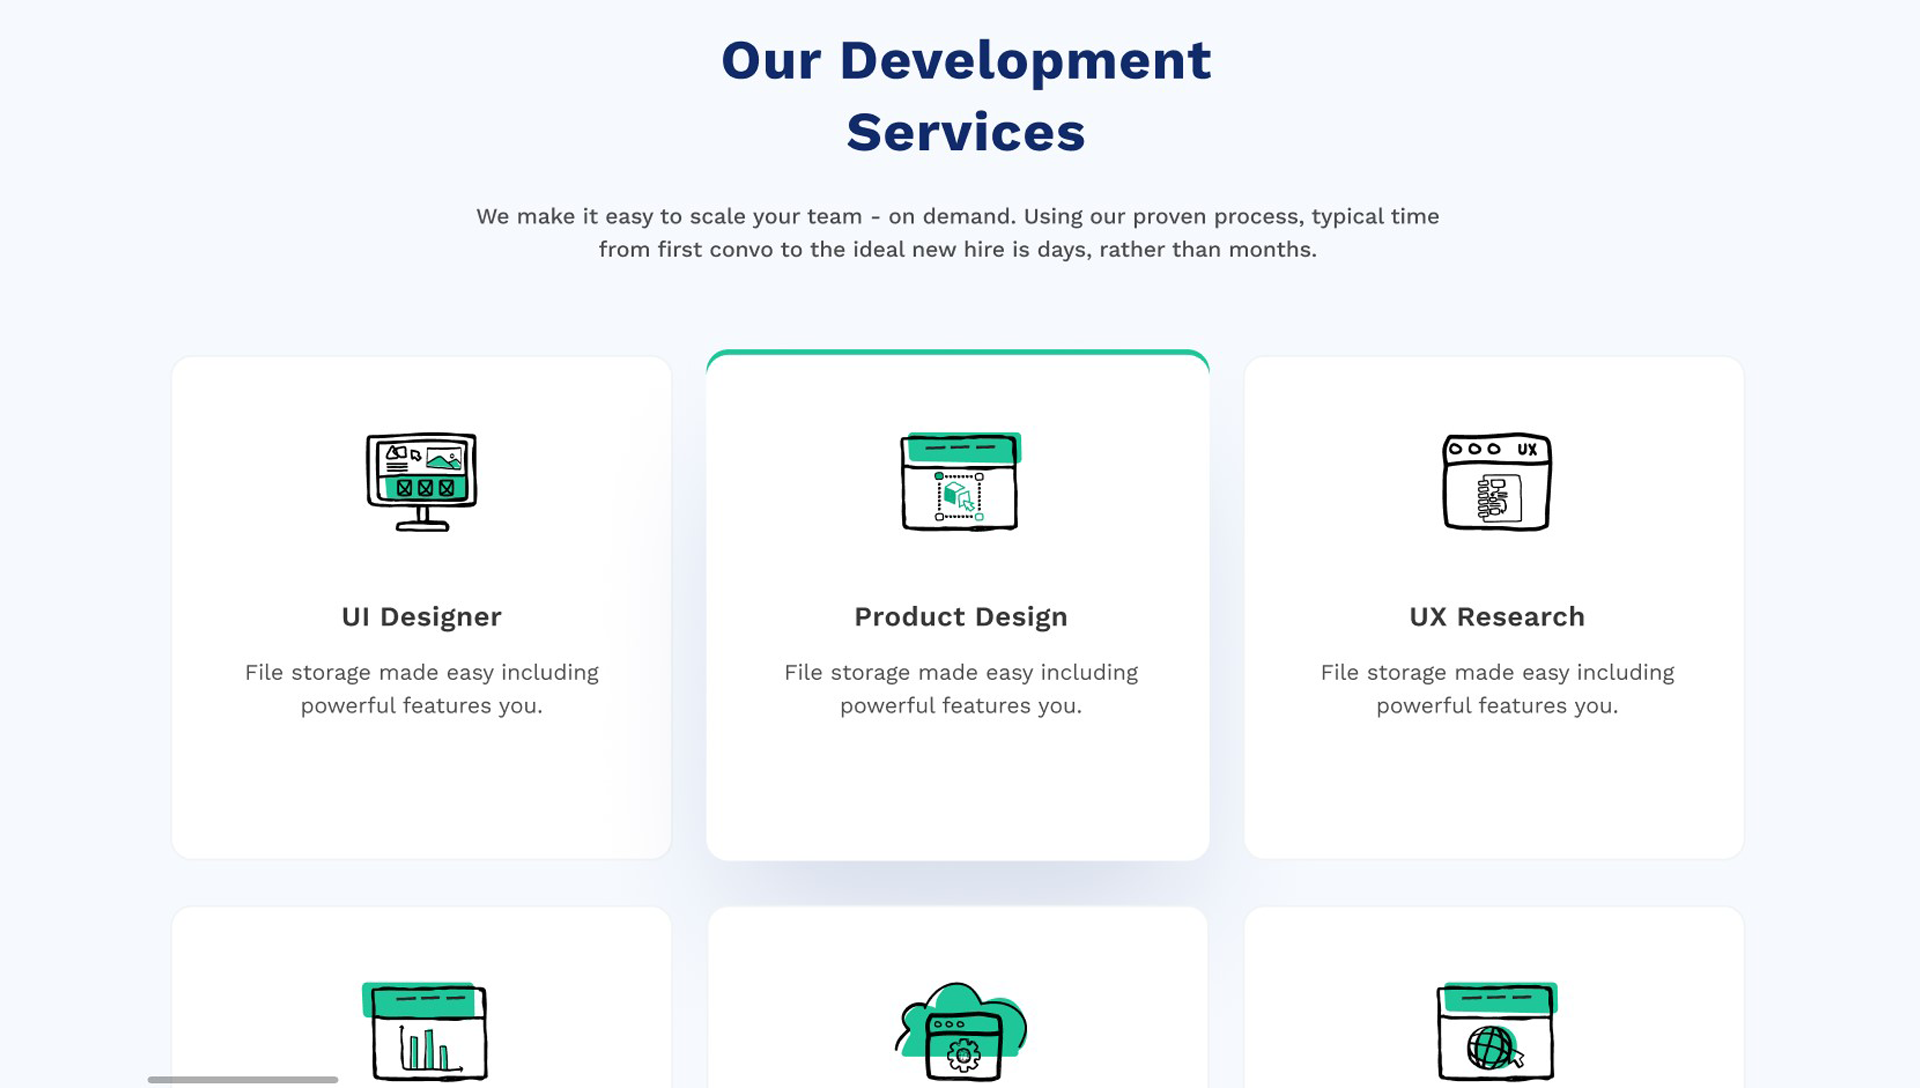 Our Development
Services
We make it easy to scale your team - on demand. Using our proven process, typical time
from first convo to the ideal new hire is days, rather than months.
UX
UI Designer
Product Design
UX Research
File storage made easy including
powerful features you.
File storage made easy including
powerful features you.
File storage made easy including
powerful features you.